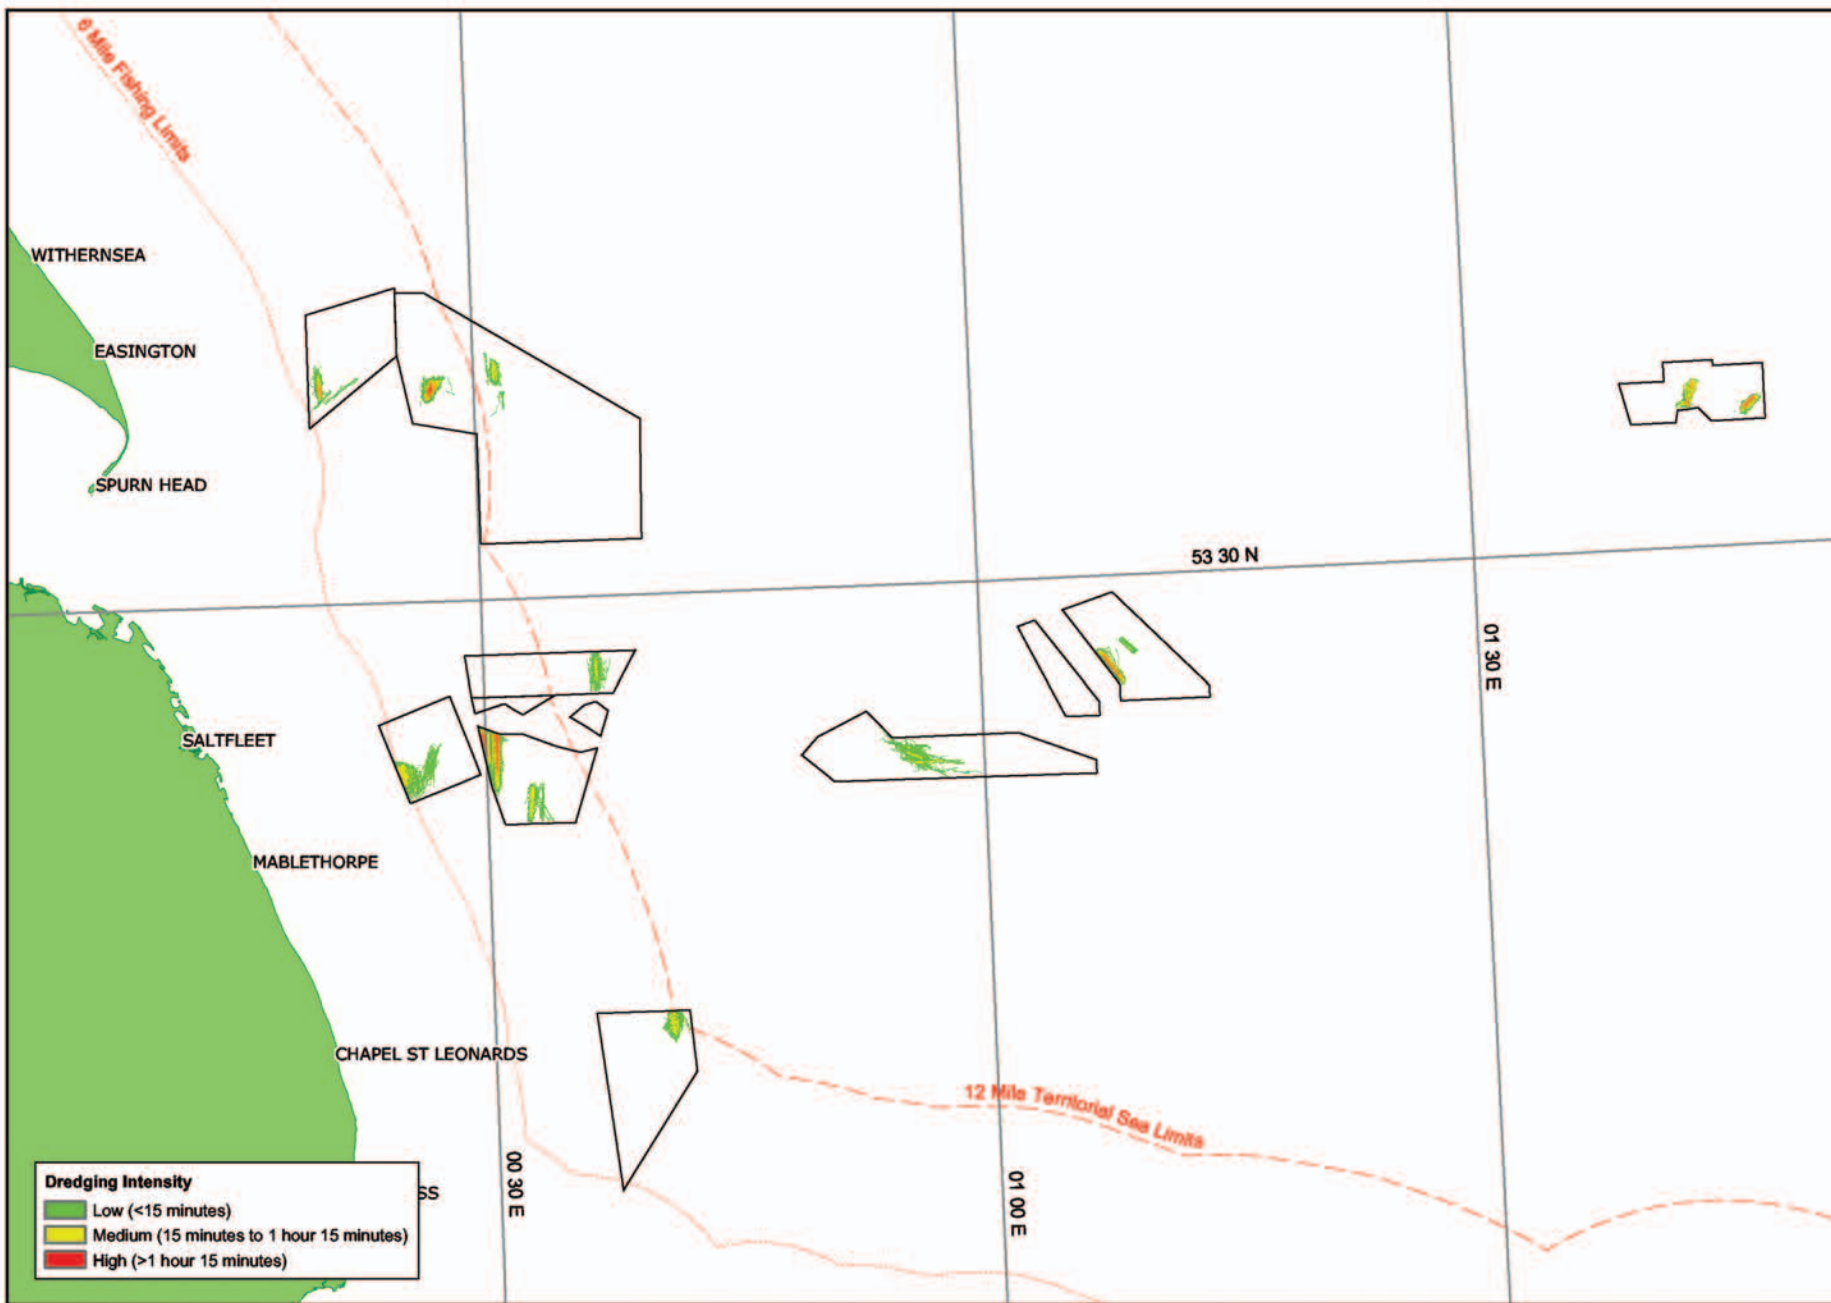 6 Mile Fishing Limits
WITHERNSEA
EASINGTON
SPURN HEAD
53 30 N
01 30 E
SALTFLEET
MABLETHORPE
CHAPEL ST LEONARDS
12 Mile Territorial Sea Limits
00 30 E
01 00 E
SS
Dredging Intensity
Low (<15 minutes)
Medium (15 minutes to 1 hour 15 minutes)
High (>1 hour 15 minutes)